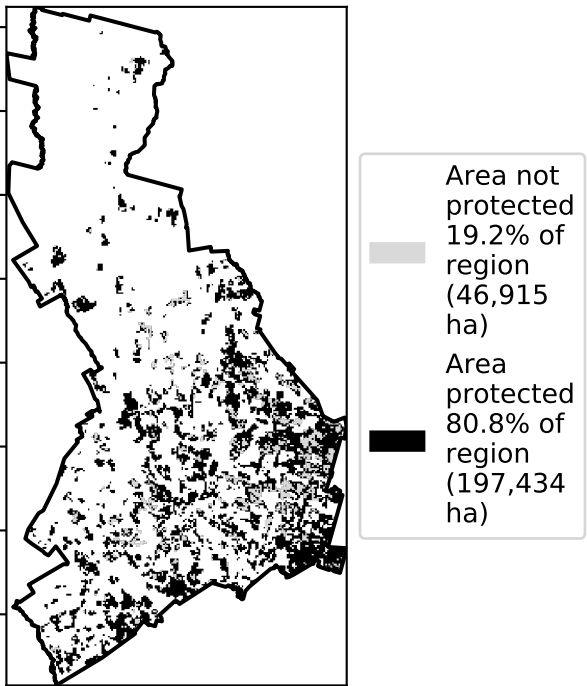 Area not
protected
19.2% of
region
(46,915
ha)
Area
protected
80.8% of
region
(197,434
ha)